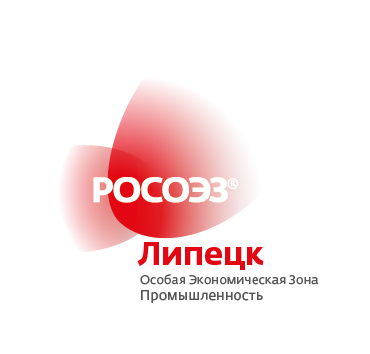 РОСОЭЗ®
Липецк
Особая Экономическая Зона
Промышленность